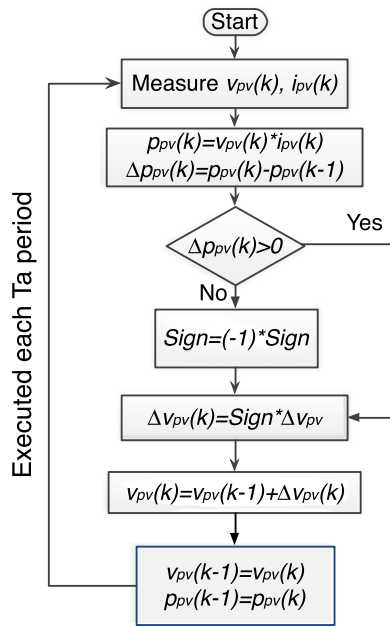 Start
Measure vpv(k), ipv(k)
ppv(k)=vpv(k)*ipv(k)
Δppv(k)=ppv(k)-ppv(k-1)
Δppv(k)>0
Yes
No
Sign=(-1)*Sign
Δvpv(k)=Sign*Δvpv
vpv(k)=vpv(k-1)+Δvpv(k)
vpv(k-1)=vpv(k)
ppv(k-1)=ppv(k)
Executed each Ta period